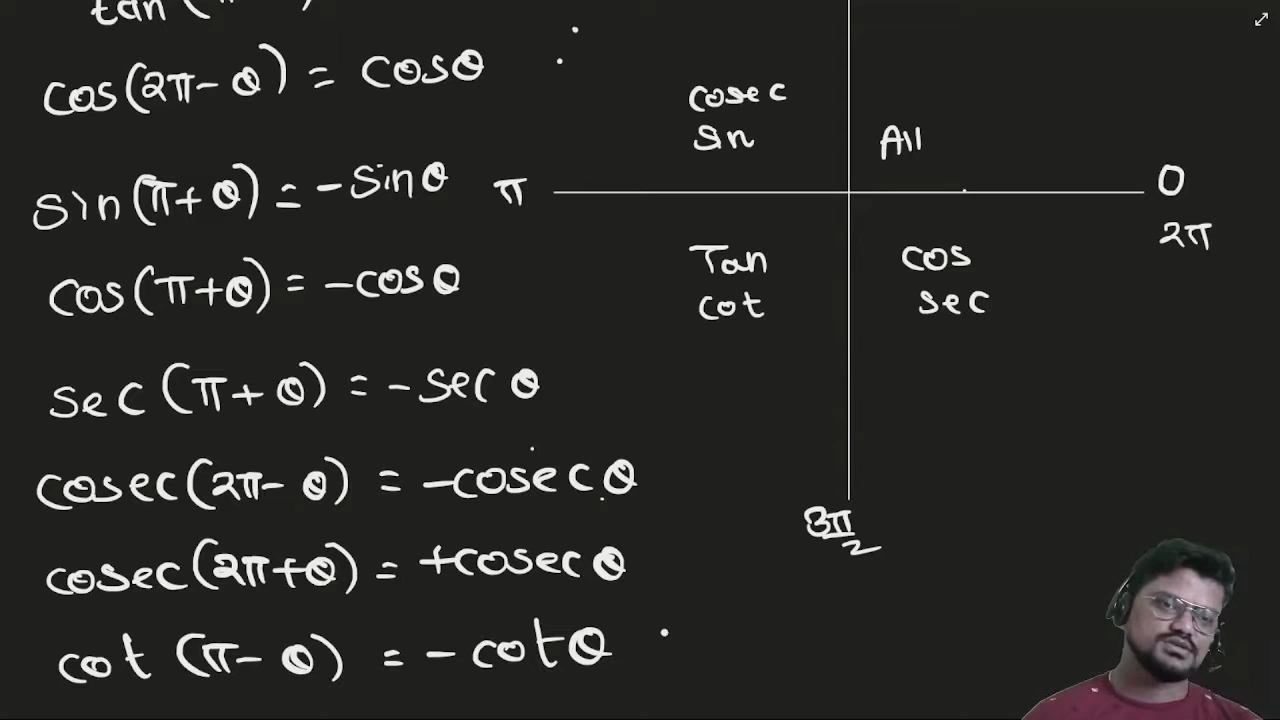 tan(π
cos(2π-θ) = cosθ
sin(π+θ) = -sinθ
cos(π+θ) = -cosθ
sec(π+θ) = -secθ
cosec(2π-θ) = -cosecθ
cosec(2π+θ) = +cosecθ
cot(π-θ) = -cotθ
cosec
sin
All
π
0
2π
Tan
cot
cos
sec
3π/2